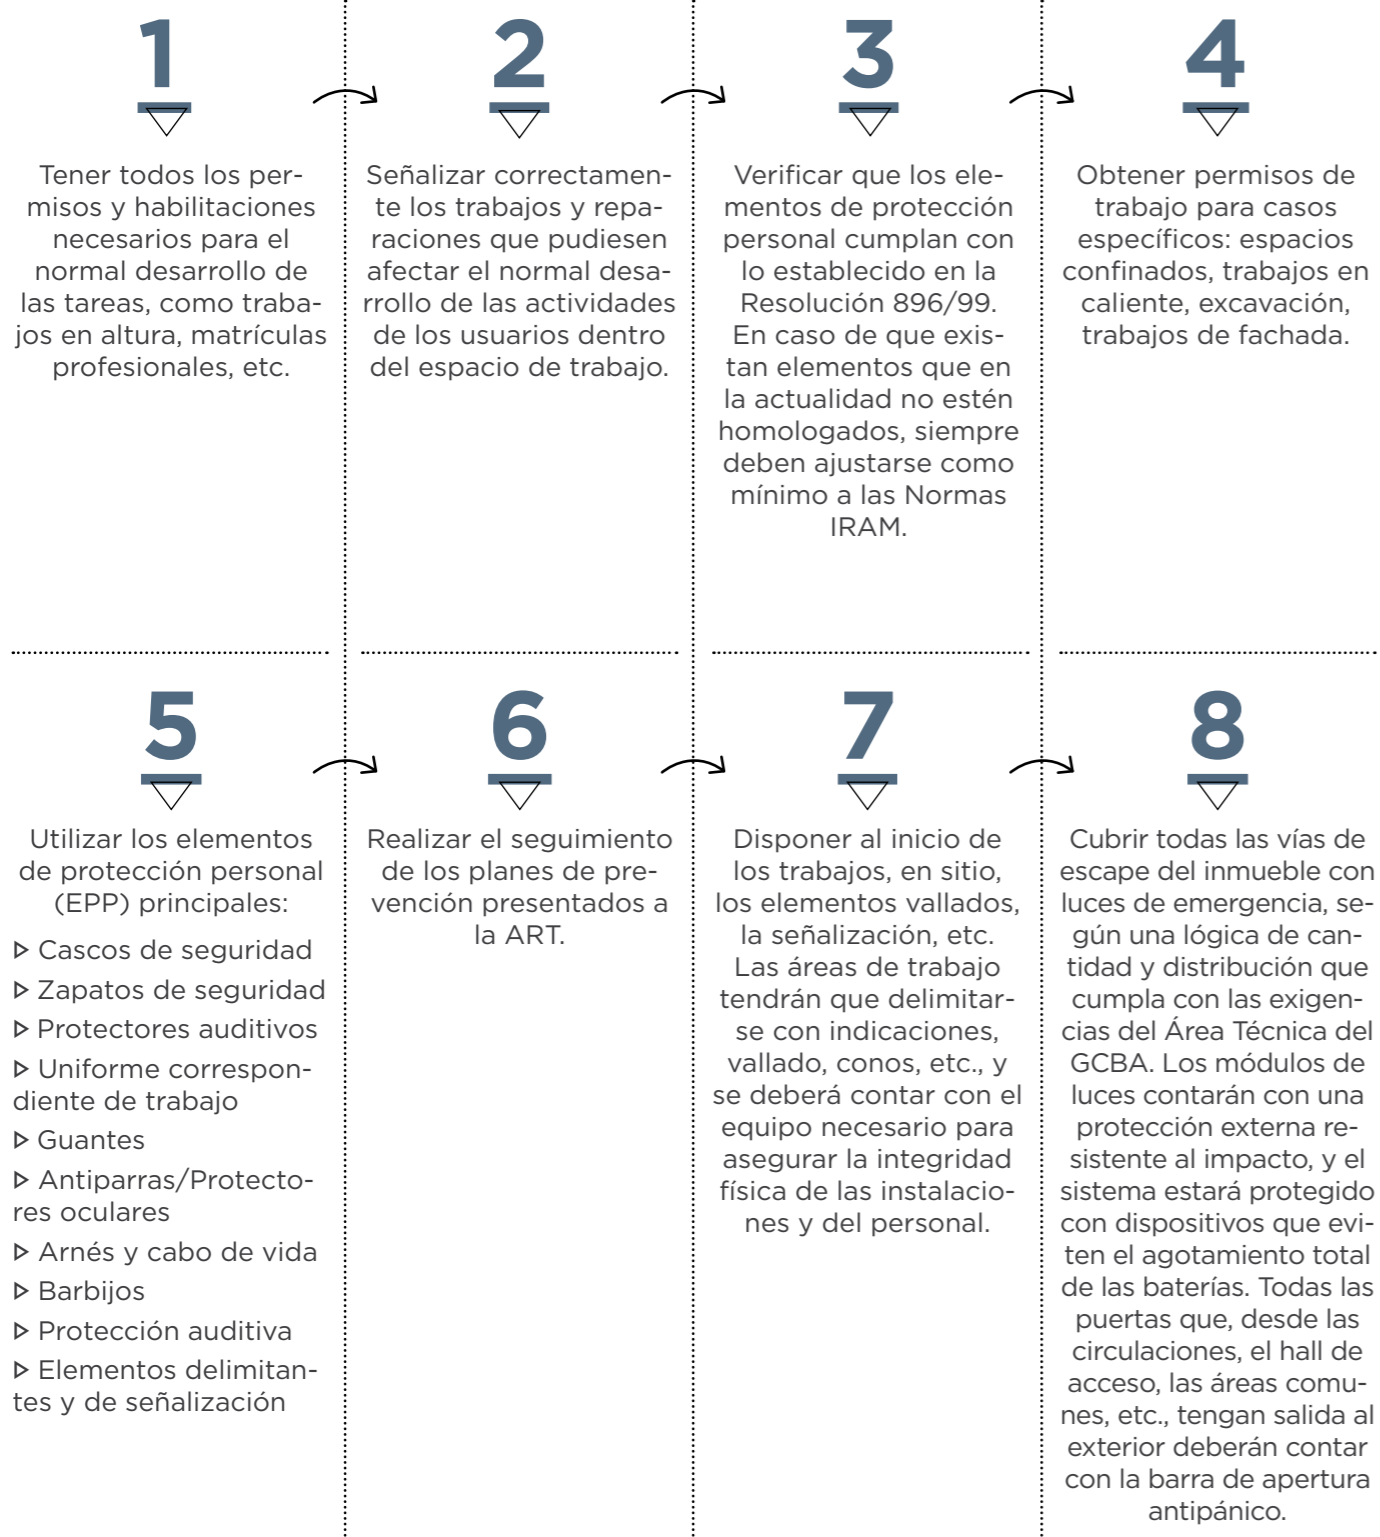 1
Tener todos los per-
misos y habilitaciones
necesarios para el
normal desarrollo de
las tareas, como traba-
jos en altura, matrículas
profesionales, etc.
2
Señalizar correctamen-
te los trabajos y repa-
raciones que pudiesen
afectar el normal desa-
rrollo de las actividades
de los usuarios dentro
del espacio de trabajo.
3
Verificar que los ele-
mentos de protección
personal cumplan con
lo establecido en la
Resolución 896/99.
En caso de que exis-
tan elementos que en
la actualidad no estén
homologados, siempre
deben ajustarse como
mínimo a las Normas
IRAM.
4
Obtener permisos de
trabajo para casos
específicos: espacios
confinados, trabajos en
caliente, excavación,
trabajos de fachada.
5
Utilizar los elementos
de protección personal
(EPP) principales:
Cascos de seguridad
Zapatos de seguridad
Protectores auditivos
Uniforme correspon-
diente de trabajo
Guantes
Antiparras/Protecto-
res oculares
Arnés y cabo de vida
Barbijos
Protección auditiva
Elementos delimitan-
tes y de señalización
6
Realizar el seguimiento
de los planes de pre-
vención presentados a
la ART.
7
Disponer al inicio de
los trabajos, en sitio,
los elementos vallados,
la señalización, etc.
Las áreas de trabajo
tendrán que delimitar-
se con indicaciones,
vallado, conos, etc., y
se deberá contar con el
equipo necesario para
asegurar la integridad
física de las instalacio-
nes y del personal.
8
Cubrir todas las vías de
escape del inmueble con
luces de emergencia, se-
gún una lógica de can-
tidad y distribución que
cumpla con las exigen-
cias del Área Técnica del
GCBA. Los módulos de
luces contarán con una
protección externa re-
sistente al impacto, y el
sistema estará protegido
con dispositivos que evi-
ten el agotamiento total
de las baterías. Todas las
puertas que, desde las
circulaciones, el hall de
acceso, las áreas comu-
nes, etc., tengan salida al
exterior deberán contar
con la barra de apertura
antipánico.